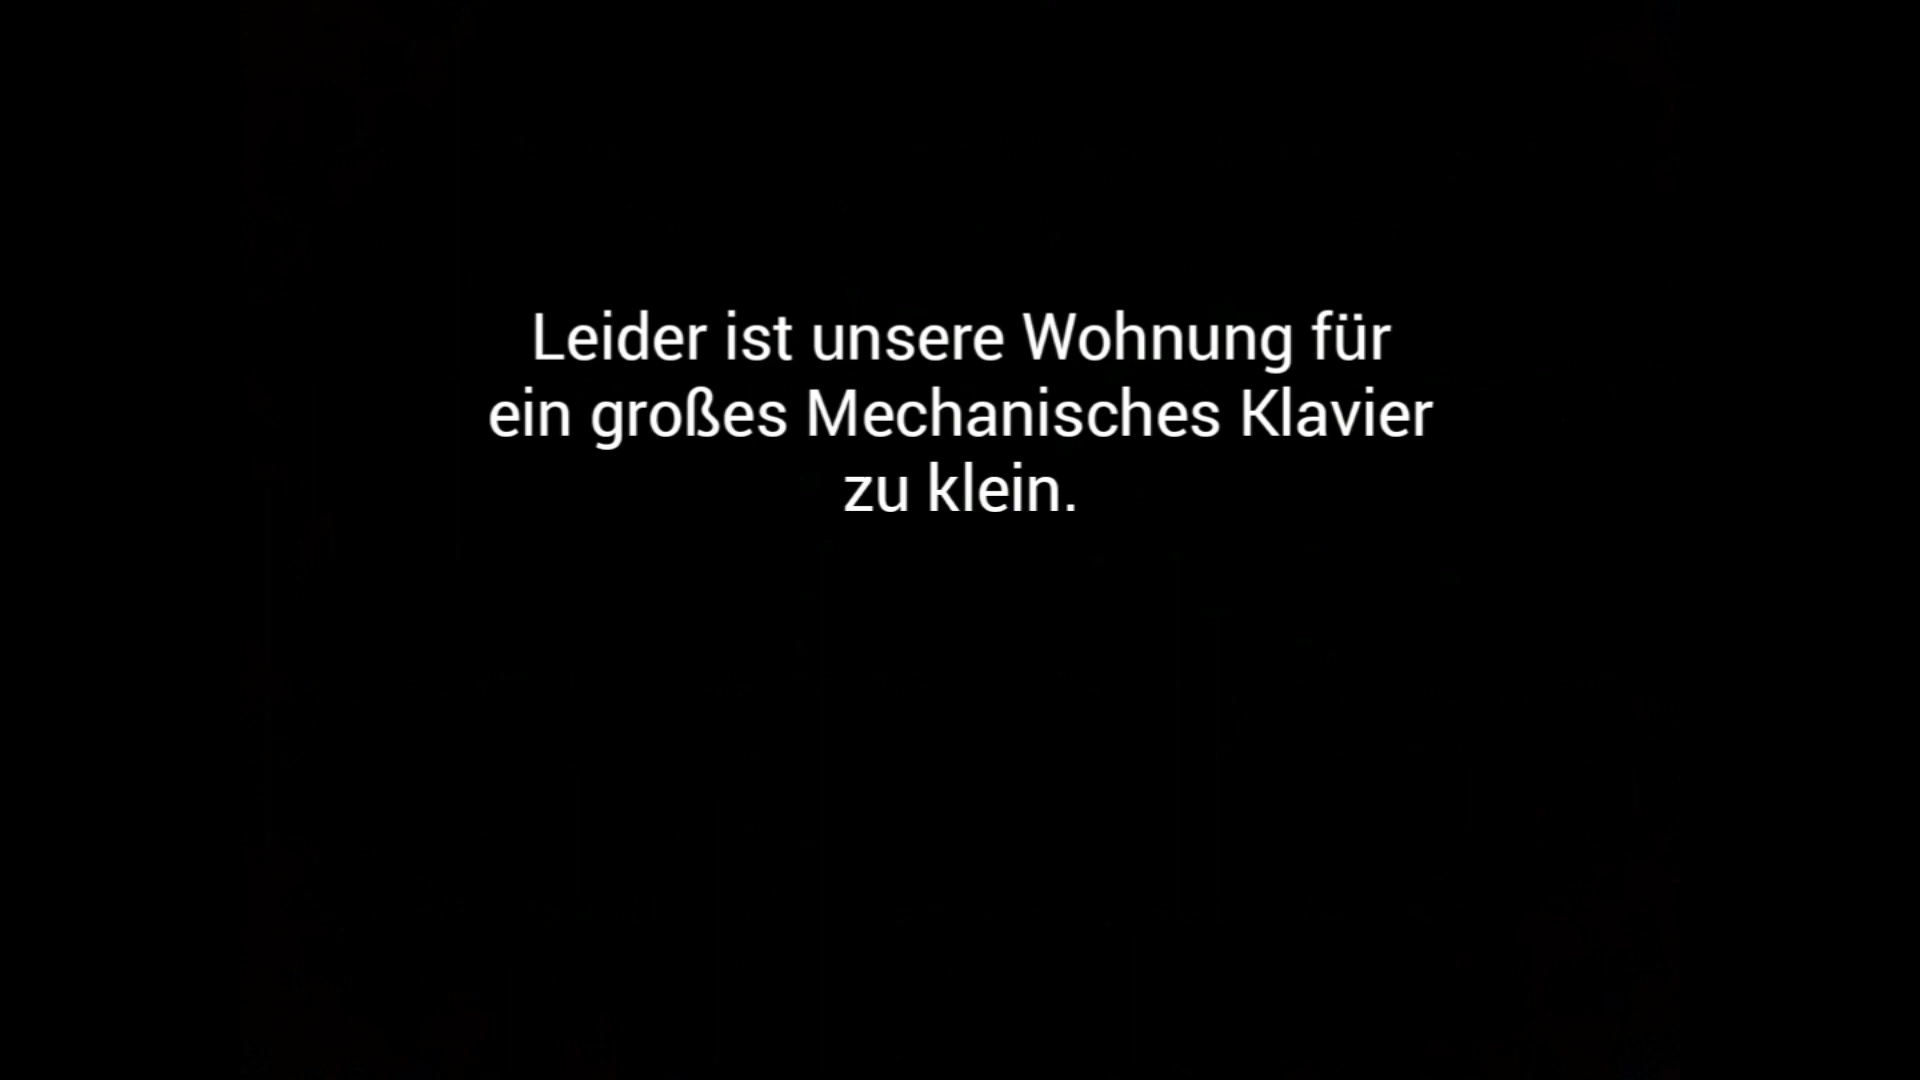 Leider ist unsere Wohnung für
ein großes Mechanisches Klavier
zu klein.